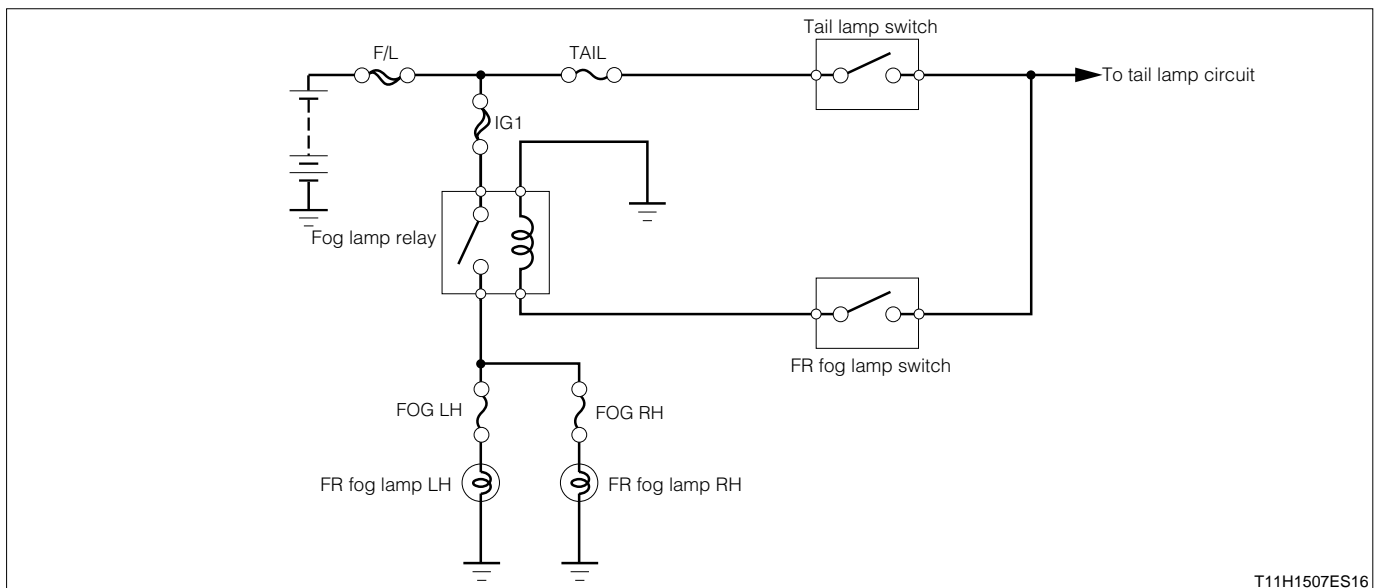 Tail lamp switch
F/L
TAIL
To tail lamp circuit
IG1
Fog lamp relay
FR fog lamp switch
FOG LH
FOG RH
FR fog lamp LH
FR fog lamp RH
T11H1507ES16